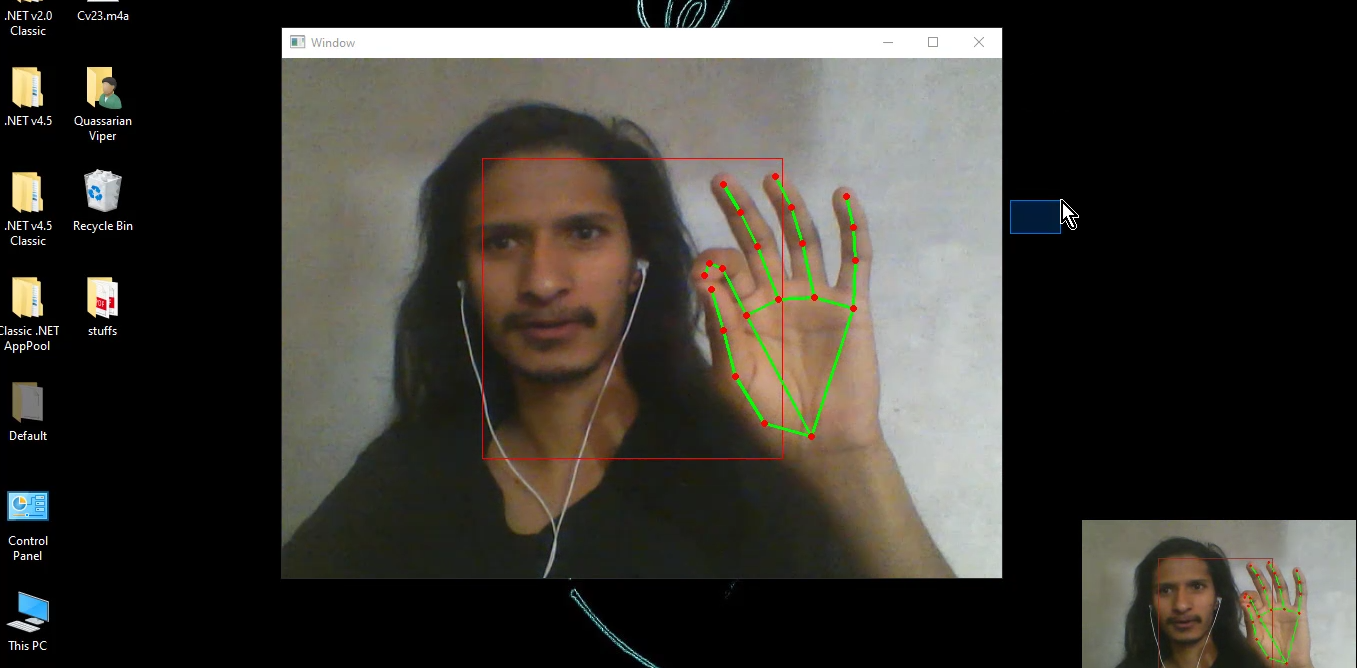 .NET v2.0
Classic
Cv23.m4a
Window
.NET v4.5
Quassarian
Viper
.NET v4.5
Classic
Recycle Bin
Classic .NET
AppPool
stuffs
Default
Control
Panel
This PC